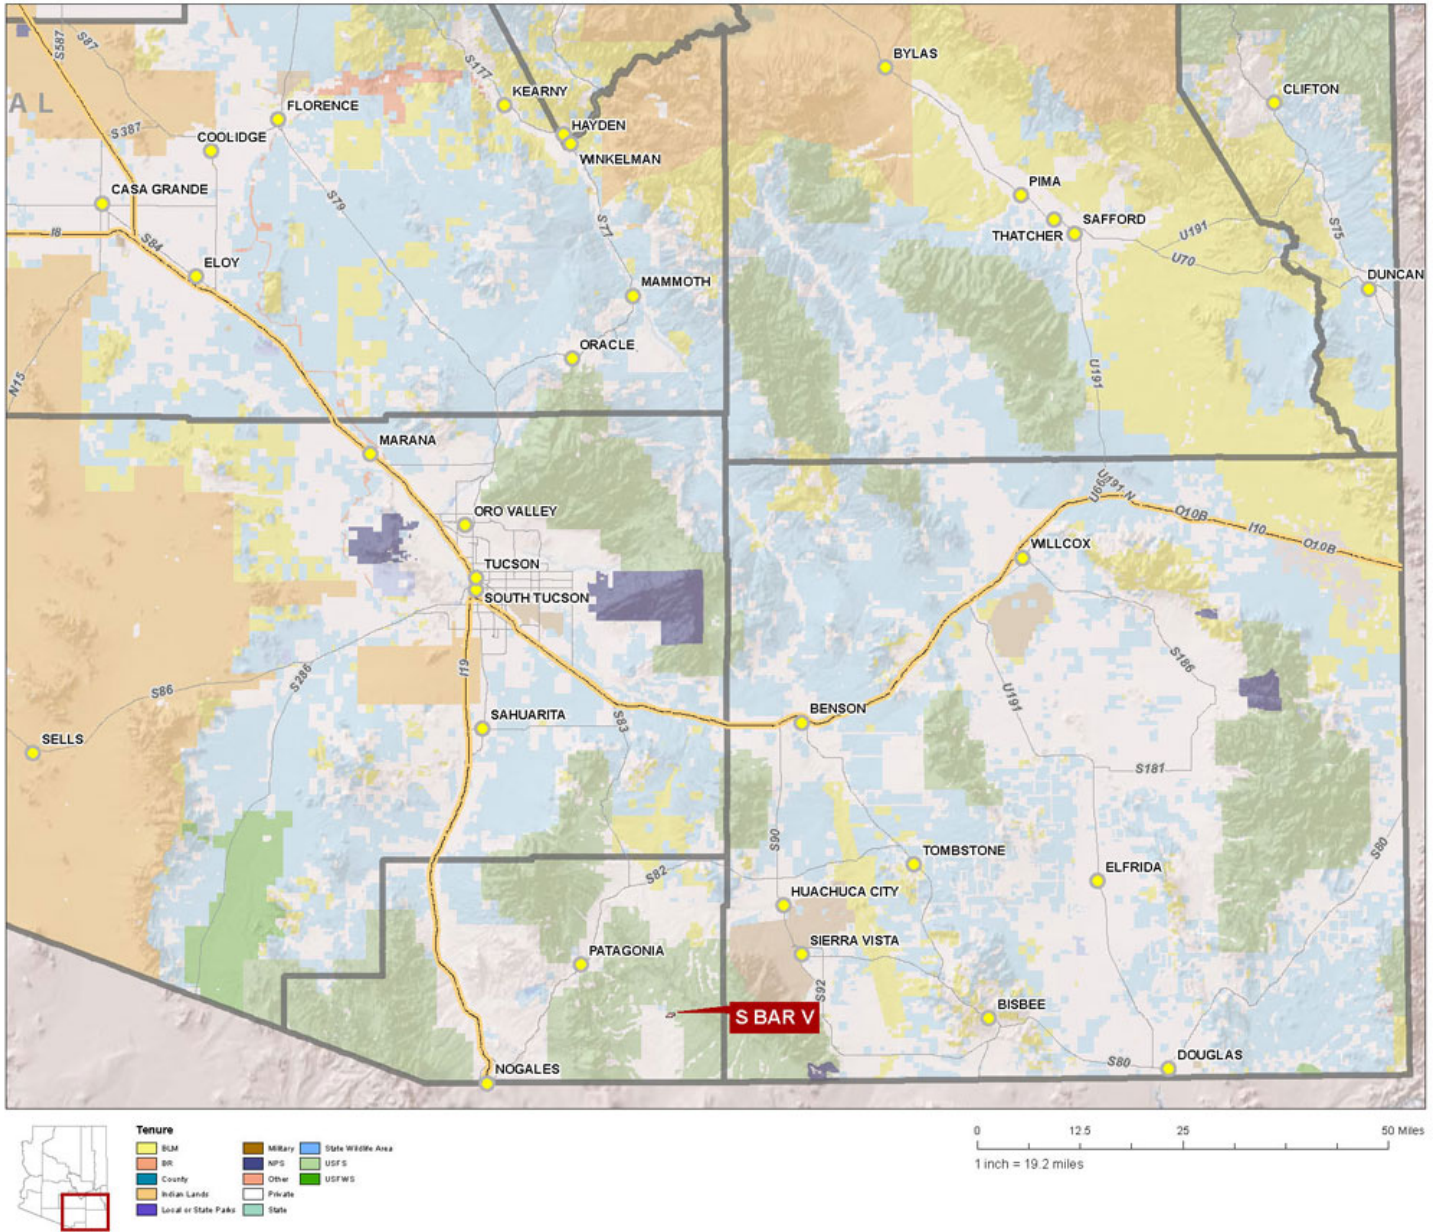 BYLAS
S587
S87
S177
CLIFTON
KEARNY
A L
FLORENCE
HAYDEN
S387
COOLIDGE
WINKELMAN
PIMA
CASA GRANDE
S79
SAFFORD
S77
THATCHER
U191
S75
I8
S84
U70
ELOY
DUNCAN
MAMMOTH
ORACLE
N15
U191
MARANA
U191 N
ORO VALLEY
O10B
I10
O10B
WILLCOX
TUCSON
SOUTH TUCSON
S186
I19
S286
S86
U191
BENSON
SAHUARITA
S83
SELLS
S181
S90
S80
TOMBSTONE
ELFRIDA
S82
HUACHUCA CITY
SIERRA VISTA
PATAGONIA
S92
BISBEE
S BAR V
S80
DOUGLAS
NOGALES
Tenure
BLM
BR
County
Indian Lands
Local or State Parks
Military
NPS
Other
Private
State
State Wildlife Area
USFS
USFWS
0 12.5 25 50 Miles
1 inch = 19.2 miles